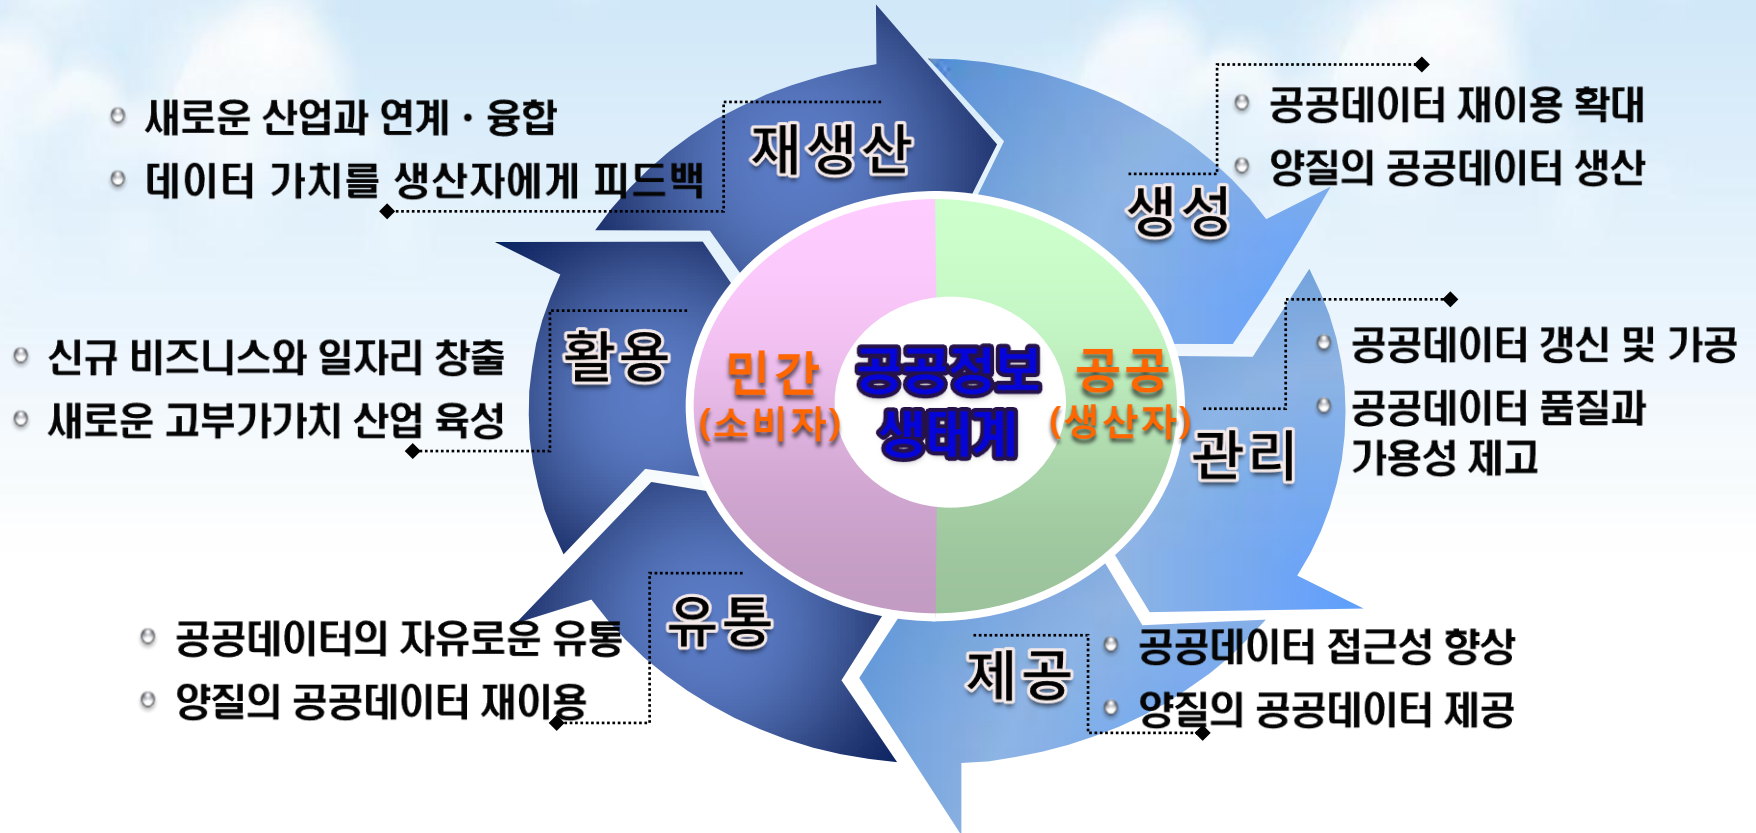 재생산
새로운 산업과 연계 · 융합
데이터 가치를 생산자에게 피드백
생성
공공데이터 재이용 확대
양질의 공공데이터 생산
활용
신규 비즈니스와 일자리 창출
새로운 고부가가치 산업 육성
민간
(소비자)
공공정보
생태계
공공
(생산자)
관리
공공데이터 갱신 및 가공
공공데이터 품질과
가용성 제고
유통
공공데이터의 자유로운 유통
양질의 공공데이터 재이용
제공
공공데이터 접근성 향상
양질의 공공데이터 제공